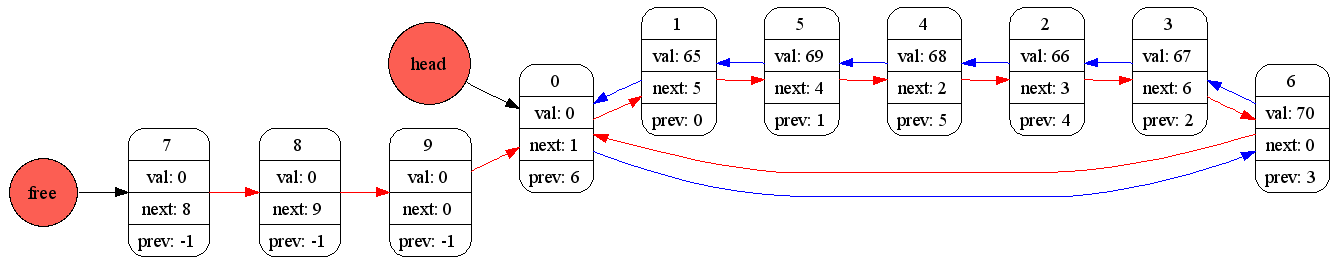 free
7
val: 0
next: 8
prev: -1
8
val: 0
next: 9
prev: -1
9
val: 0
next: 0
prev: -1
head
0
val: 0
next: 1
prev: 6
1
val: 65
next: 5
prev: 0
5
val: 69
next: 4
prev: 1
4
val: 68
next: 2
prev: 5
2
val: 66
next: 3
prev: 4
3
val: 67
next: 6
prev: 2
6
val: 70
next: 0
prev: 3